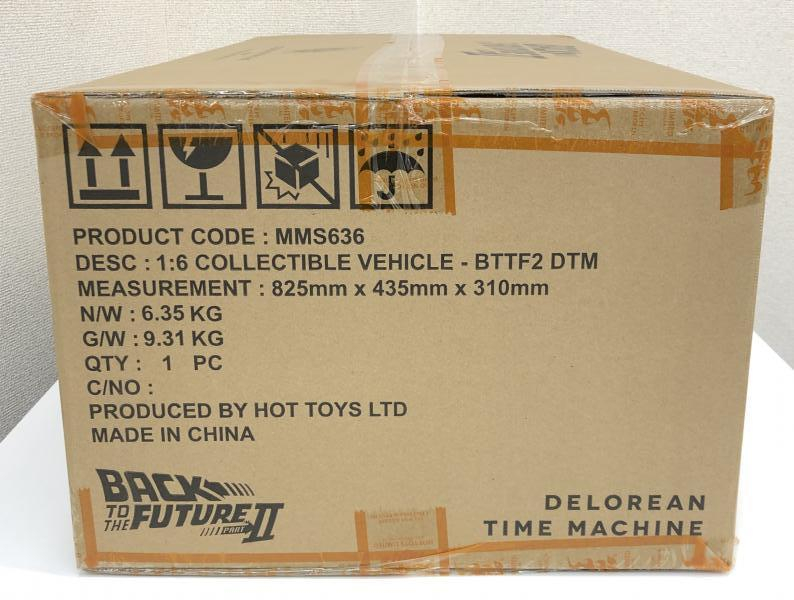 PRODUCT CODE : MMS636
DESC : 1:6 COLLECTIBLE VEHICLE - BTTF2 DTM
MEASUREMENT : 825mm x 435mm x 310mm
N/W : 6.35 KG
G/W : 9.31 KG
QTY : 1 PC
C/NO :
PRODUCED BY HOT TOYS LTD
MADE IN CHINA
BACK
TO THE FUTURE
PART II
DELOREAN
TIME MACHINE